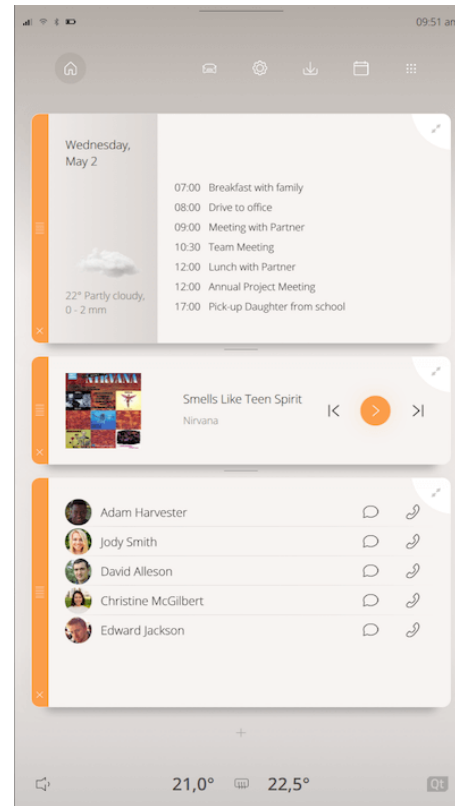 09:51 am
Wednesday,
May 2
22° Partly cloudy,
0 - 2 mm
07:00 Breakfast with family
08:00 Drive to office
09:00 Meeting with Partner
10:30 Team Meeting
12:00 Lunch with Partner
12:00 Annual Project Meeting
17:00 Pick-up Daughter from school
NIRVANA
Smells Like Teen Spirit
Nirvana
Adam Harvester
Jody Smith
David Alleson
Christine McGilbert
Edward Jackson
21,0° 22,5°
Qt